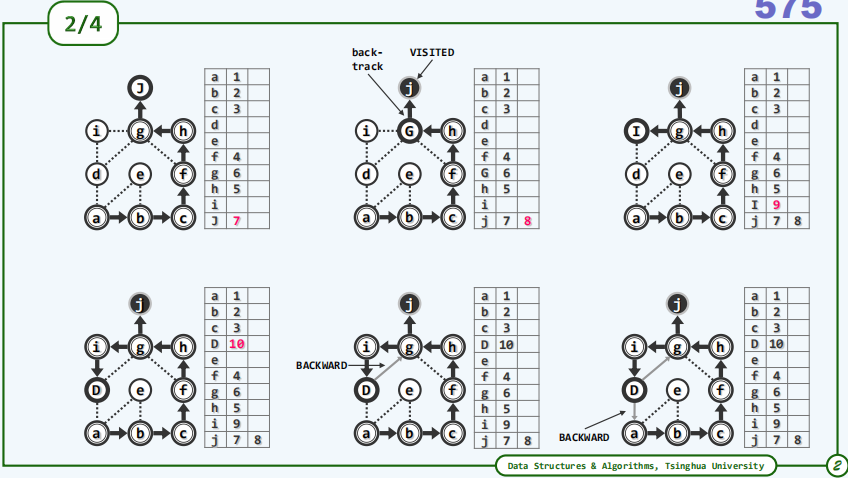 575
2/4
J
i g h
d e f
a b c
a 1
b 2
c 3
d
e
f 4
g 6
h 5
i
J 7
back-
track
VISITED
j
i G h
d e f
a b c
a 1
b 2
c 3
d
e
f 4
G 6
h 5
i
j 7 8
j
I g h
d e f
a b c
a 1
b 2
c 3
d
e
f 4
g 6
h 5
I 9
j 7 8
j
i g h
D e f
a b c
a 1
b 2
c 3
D 10
e
f 4
g 6
h 5
i 9
j 7 8
BACKWARD
j
i g h
D e f
a b c
a 1
b 2
c 3
D 10
e
f 4
g 6
h 5
i 9
j 7 8
BACKWARD
j
i g h
D e f
a b c
a 1
b 2
c 3
D 10
e
f 4
g 6
h 5
i 9
j 7 8
Data Structures & Algorithms, Tsinghua University
2